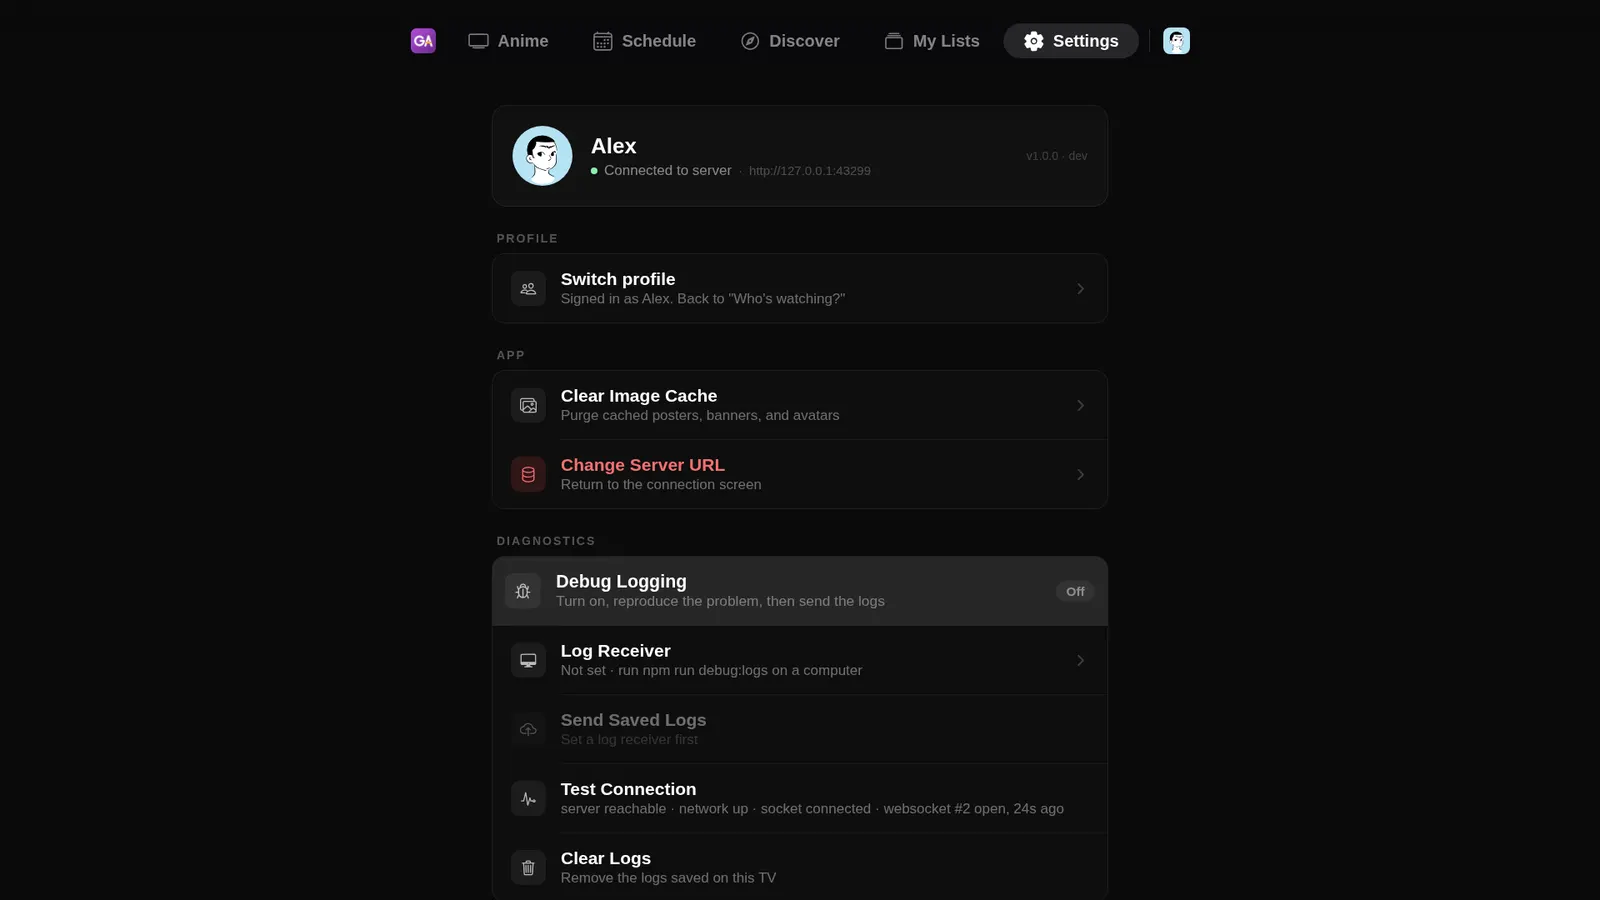 GA
Anime
Schedule
Discover
My Lists
Settings
Alex
Connected to server · http://127.0.0.1:43299
v1.0.0 · dev
PROFILE
Switch profile
Signed in as Alex. Back to "Who's watching?"
APP
Clear Image Cache
Purge cached posters, banners, and avatars
Change Server URL
Return to the connection screen
DIAGNOSTICS
Debug Logging
Turn on, reproduce the problem, then send the logs
Off
Log Receiver
Not set · run npm run debug:logs on a computer
Send Saved Logs
Set a log receiver first
Test Connection
server reachable · network up · socket connected · websocket #2 open, 24s ago
Clear Logs
Remove the logs saved on this TV